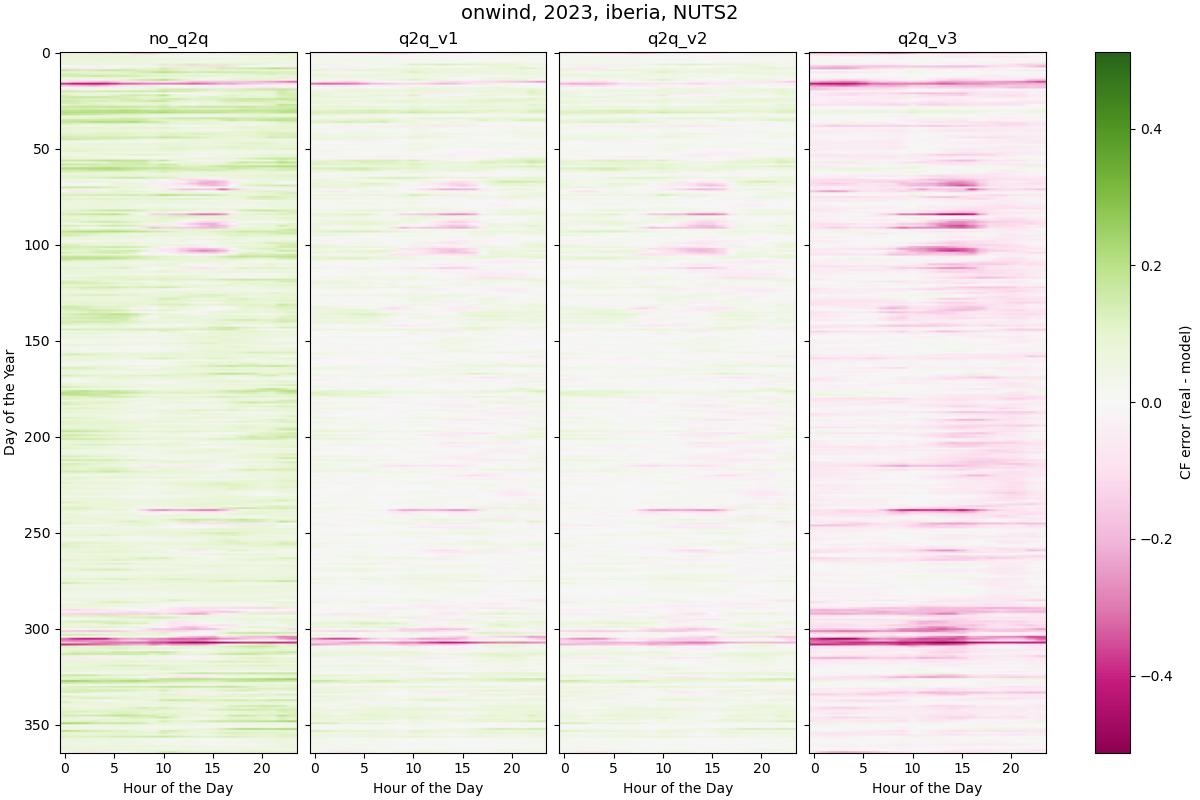 onwind, 2023, iberia, NUTS2
no_q2q
q2q_v1
q2q_v2
q2q_v3
0
50
100
150
200
250
300
350
Day of the Year
0 5 10 15 20
0 5 10 15 20
0 5 10 15 20
0 5 10 15 20
Hour of the Day
Hour of the Day
Hour of the Day
Hour of the Day
0.4
0.2
0.0
−0.2
−0.4
CF error (real - model)